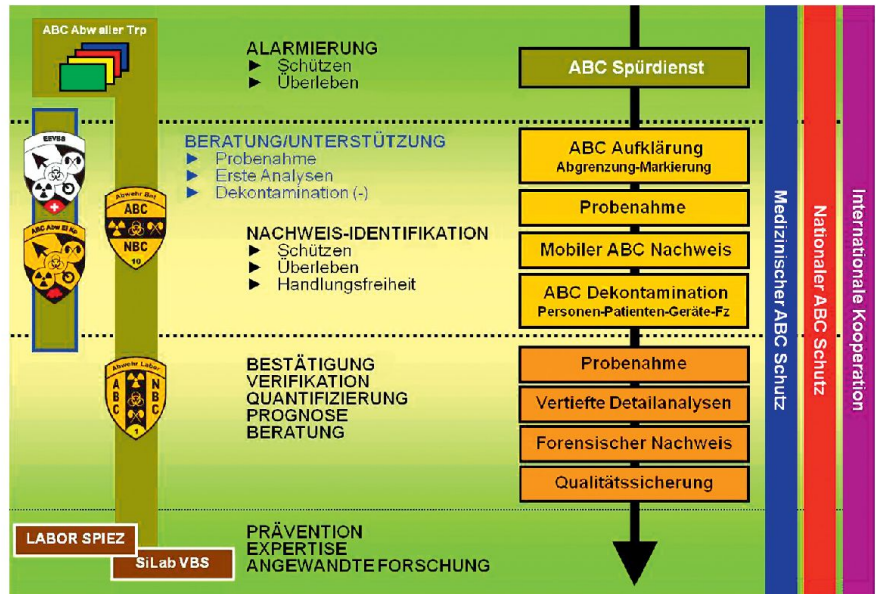 ABC Abw aller Trp
ALARMIERUNG
► Schützen
► Überleben
ABC Spürdienst
EEVBS
BERATUNG/UNTERSTÜTZUNG
► Probenahme
► Erste Analysen
► Dekontamination (-)
ABC Aufklärung
Abgrenzung-Markierung
Abwehr Bat
ABC
NBC
10
Probenahme
ABC Abw El Kp
NACHWEIS-IDENTIFIKATION
► Schützen
► Überleben
► Handlungsfreiheit
Mobiler ABC Nachweis
ABC Dekontamination
Personen-Patienten-Geräte-Fz
Abwehr Labor
ABC
NBC
1
BESTÄTIGUNG
VERIFIKATION
QUANTIFIZIERUNG
PROGNOSE
BERATUNG
Probenahme
Vertiefte Detailanalysen
Forensischer Nachweis
Qualitätssicherung
LABOR SPIEZ
SiLab VBS
PRÄVENTION
EXPERTISE
ANGEWANDTE FORSCHUNG
Medizinischer ABC Schutz
Nationaler ABC Schutz
Internationale Kooperation